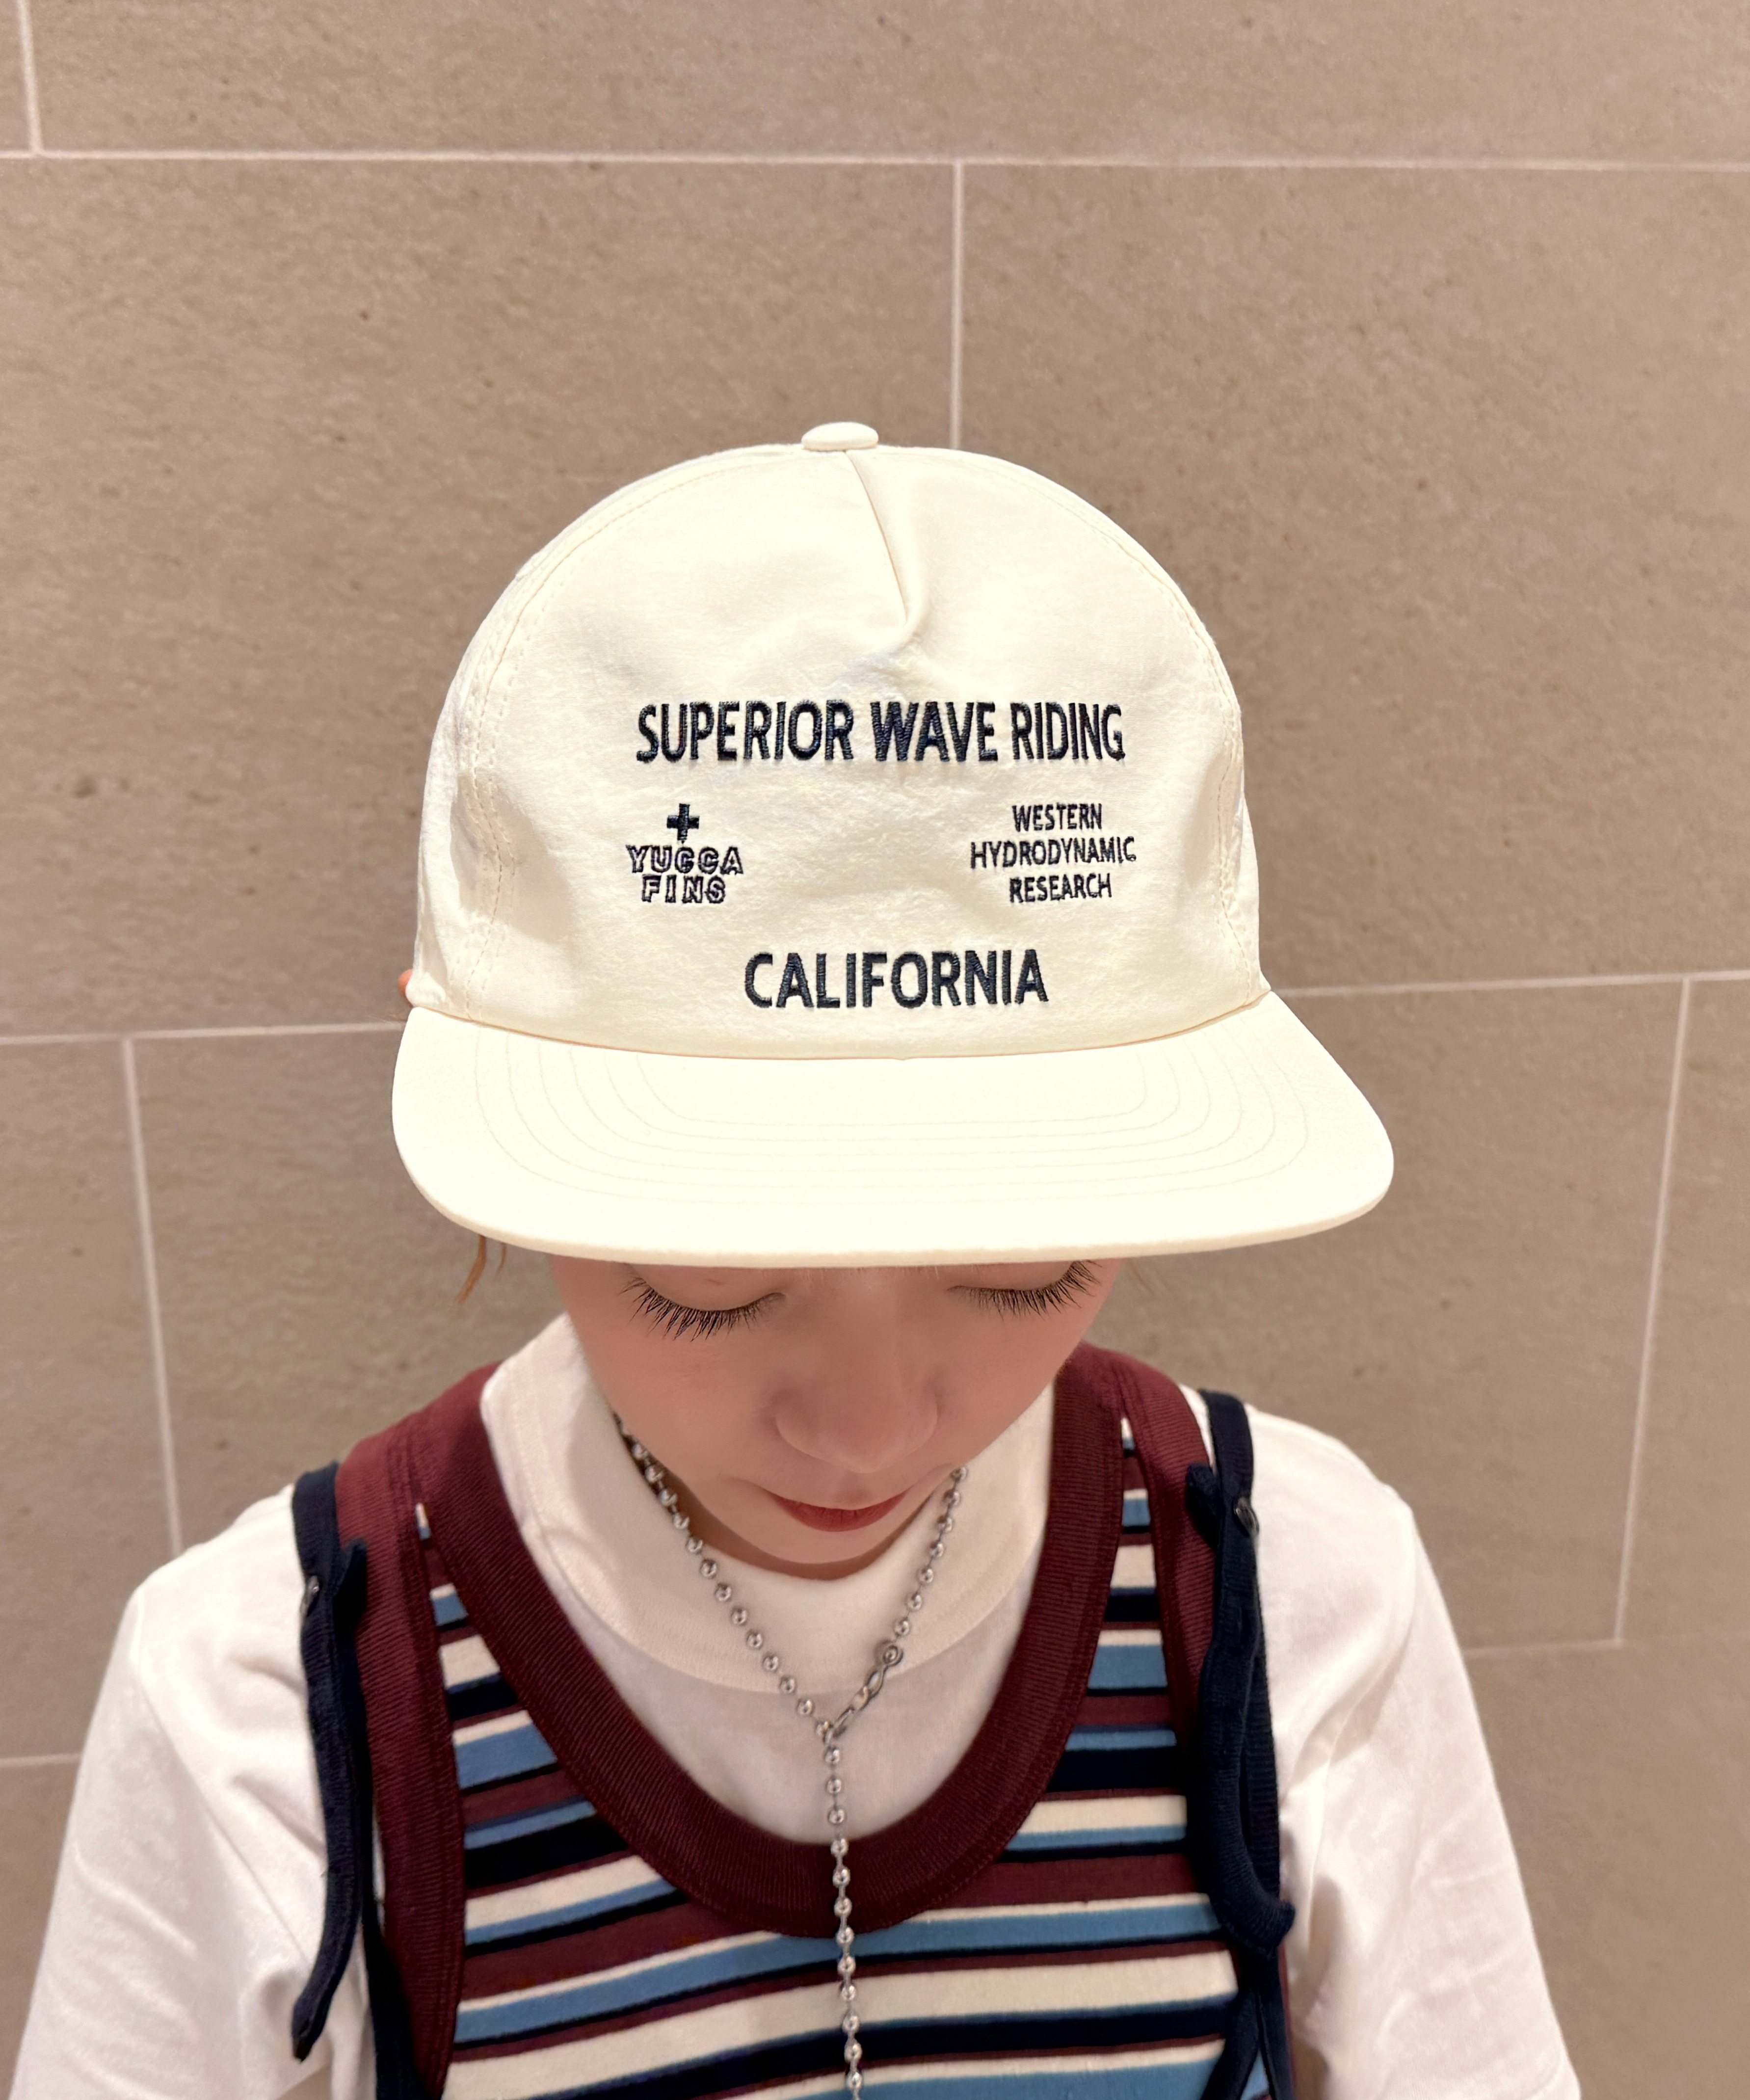 SUPERIOR WAVE RIDING
YUCCA
FINS
WESTERN
HYDRODYNAMIC
RESEARCH
CALIFORNIA